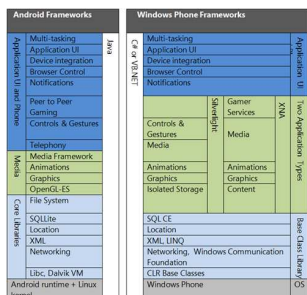 Android Frameworks
Application UI and Phone
Multi-tasking
Application UI
Device integration
Browser Control
Notifications
Peer to Peer
Gaming
Controls & Gestures
Telephony
Java
Media
Media Framework
Animations
Graphics
OpenGL-ES
Core Libraries
File System
SQLLite
Location
XML
Networking
Libc, Dalvik VM
Android runtime + Linux
kernel
Windows Phone Frameworks
C# or VB.NET
Multi-tasking
Application UI
Device integration
Browser Control
Notifications
Application UI
Controls &
Gestures
Media
Animations
Graphics
Isolated Storage
Silverlight
Gamer
Services
Media
Animations
Graphics
Content
XNA
Two Application Types
SQL CE
Location
XML, LINQ
Networking, Windows Communication
Foundation
CLR Base Classes
Base Class Library
Windows Phone
OS